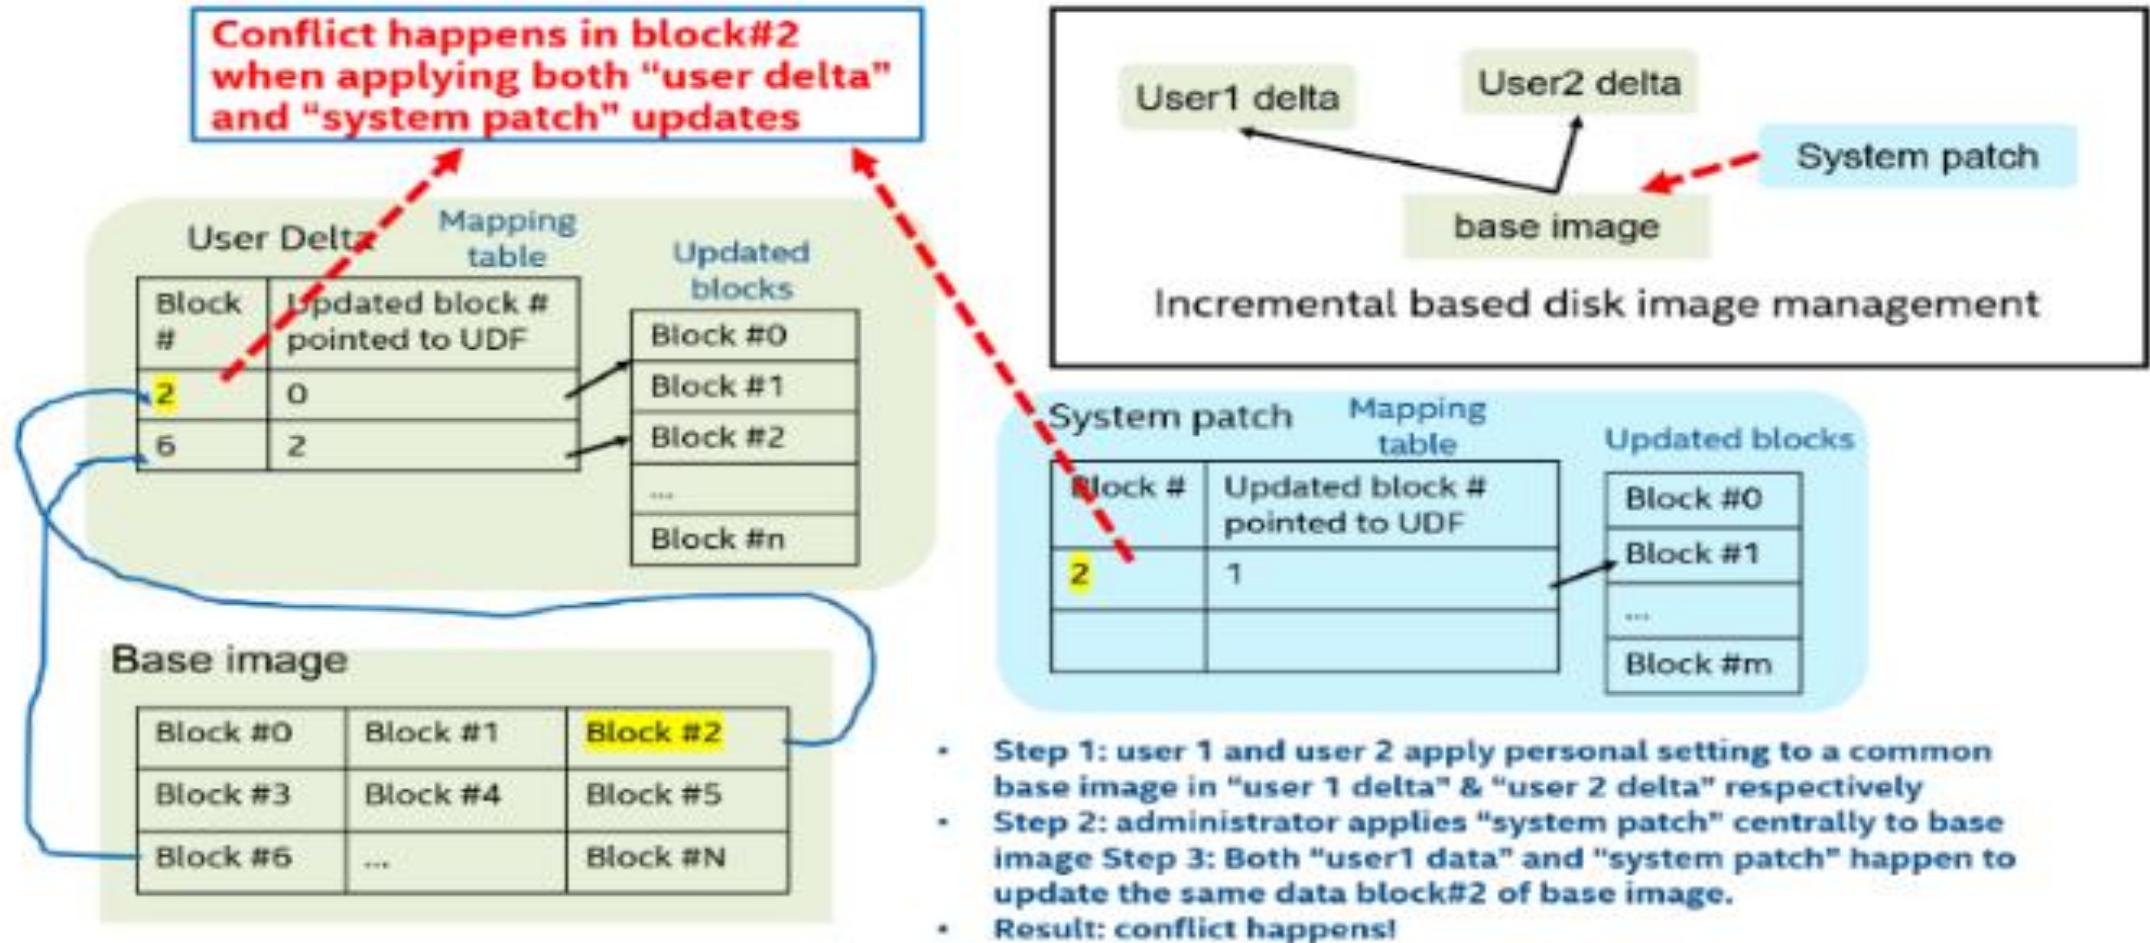 Conflict happens in block#2
when applying both “user delta”
and “system patch” updates
User1 delta
User2 delta
System patch
base image
Incremental based disk image management
User Delta
Mapping
table
Updated
blocks
Block
#
Updated block #
pointed to UDF
2
0
6
2
Block #0
Block #1
Block #2
...
Block #n
System patch
Mapping
table
Updated blocks
Block #
Updated block #
pointed to UDF
2
1
Block #0
Block #1
...
Block #m
Base image
Block #0
Block #1
Block #2
Block #3
Block #4
Block #5
Block #6
...
Block #N
• Step 1: user 1 and user 2 apply personal setting to a common
base image in “user 1 delta” & “user 2 delta” respectively
• Step 2: administrator applies “system patch” centrally to base
image Step 3: Both “user1 data” and “system patch” happen to
update the same data block#2 of base image.
• Result: conflict happens!